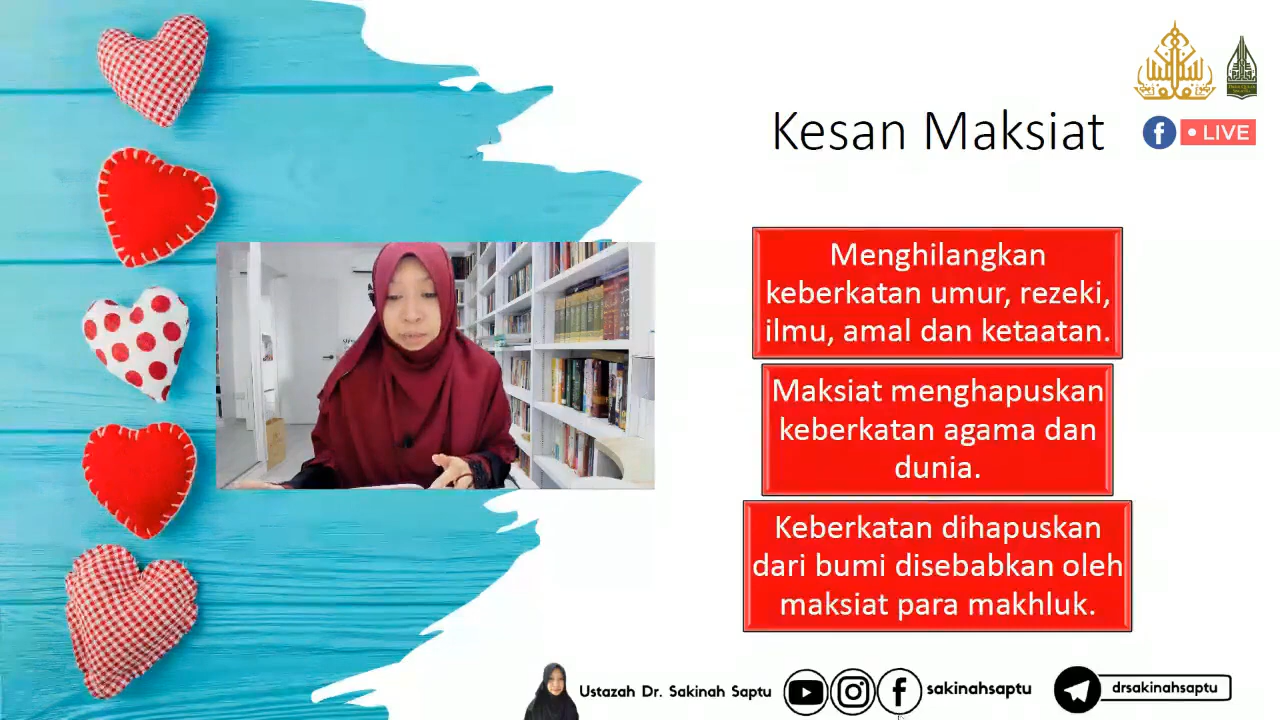 Kesan Maksiat
LIVE
Menghilangkan
keberkatan umur, rezeki,
ilmu, amal dan ketaatan.
Maksiat menghapuskan
keberkatan agama dan
dunia.
Keberkatan dihapuskan
dari bumi disebabkan oleh
maksiat para makhluk.
Ustazah Dr. Sakinah Saptu
sakinahsaptu
drsakinahsaptu